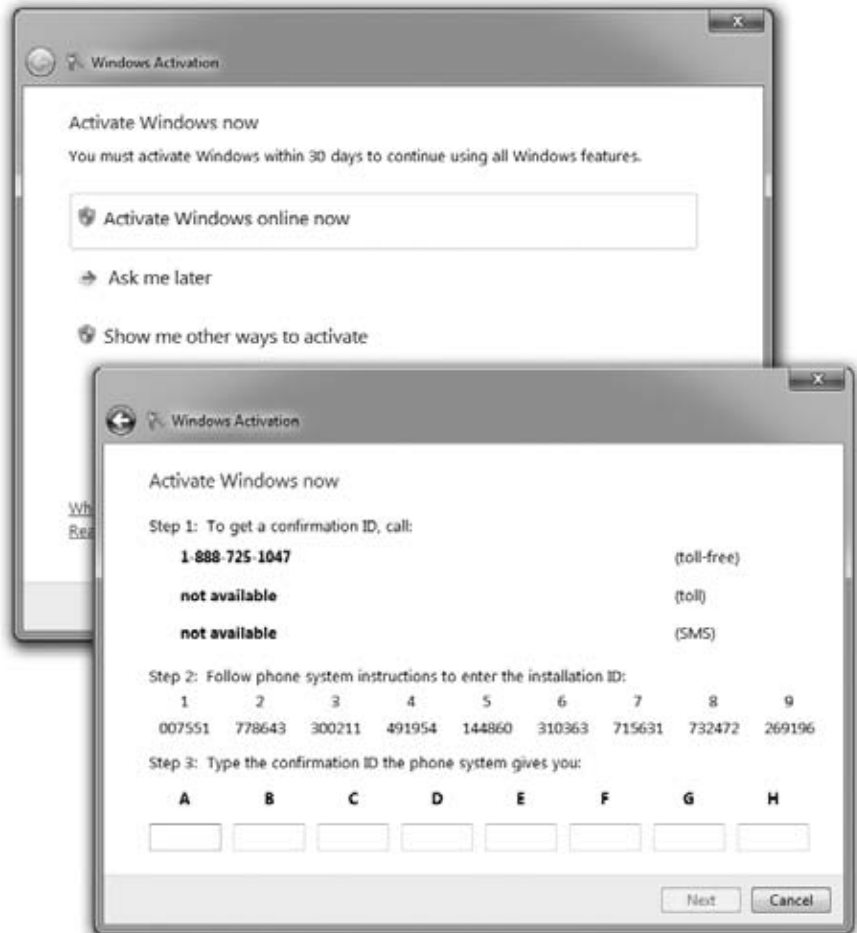 Windows Activation
Activate Windows now
You must activate Windows within 30 days to continue using all Windows features.
Activate Windows online now
Ask me later
Show me other ways to activate
Wh
Rea
Windows Activation
Activate Windows now
Step 1: To get a confirmation ID, call:
1-888-725-1047 (toll-free)
not available (toll)
not available (SMS)
Step 2: Follow phone system instructions to enter the installation ID:
1 2 3 4 5 6 7 8 9
007551 778643 300211 491954 144860 310363 715631 732472 269196
Step 3: Type the confirmation ID the phone system gives you:
A B C D E F G H
Next Cancel